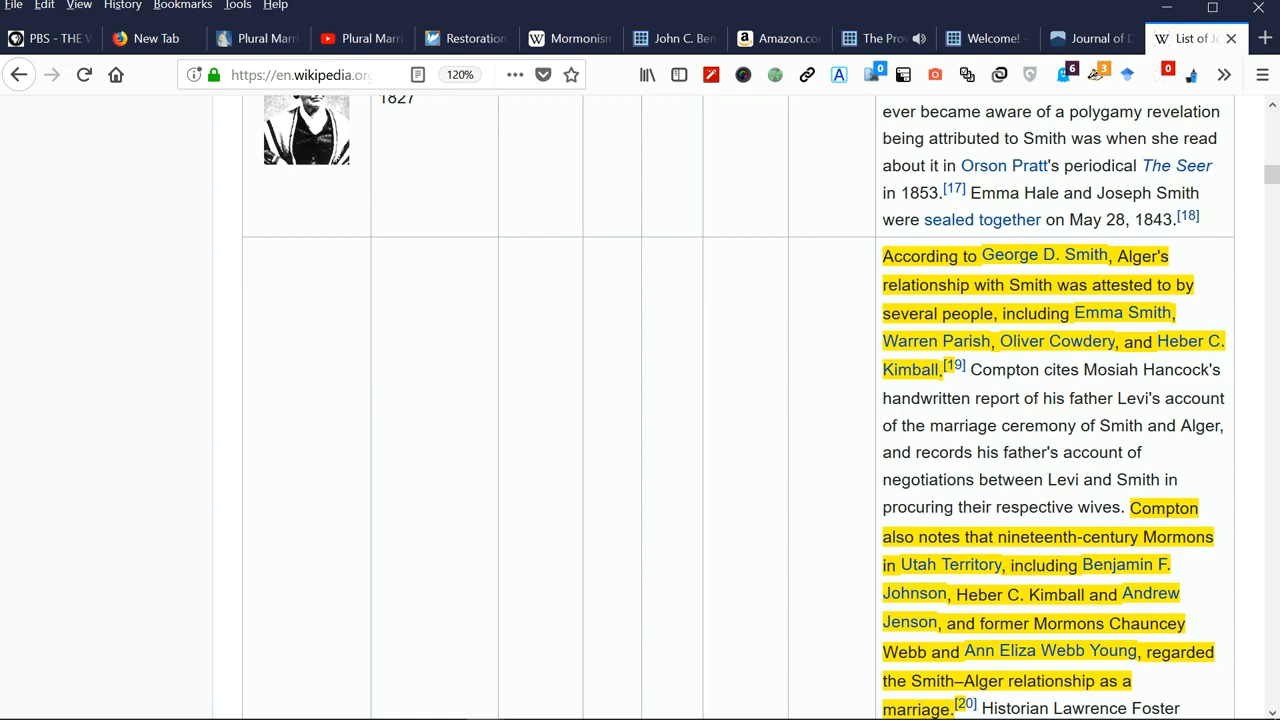 File Edit View History Bookmarks Tools Help
PBS - THE V New Tab Plural Marri Plural Marri Restoration Mormonism John C. Ben Amazon.co The Pro Welcome! - Journal of D List of Jo
https://en.wikipedia.org 120% 0 6 3 0
1827
ever became aware of a polygamy revelation
being attributed to Smith was when she read
about it in Orson Pratt's periodical The Seer
in 1853.[17] Emma Hale and Joseph Smith
were sealed together on May 28, 1843.[18]
According to George D. Smith, Alger's
relationship with Smith was attested to by
several people, including Emma Smith,
Warren Parish, Oliver Cowdery, and Heber C.
Kimball.[19] Compton cites Mosiah Hancock's
handwritten report of his father Levi's account
of the marriage ceremony of Smith and Alger,
and records his father's account of
negotiations between Levi and Smith in
procuring their respective wives. Compton
also notes that nineteenth-century Mormons
in Utah Territory, including Benjamin F.
Johnson, Heber C. Kimball and Andrew
Jenson, and former Mormons Chauncey
Webb and Ann Eliza Webb Young, regarded
the Smith–Alger relationship as a
marriage.[20] Historian Lawrence Foster